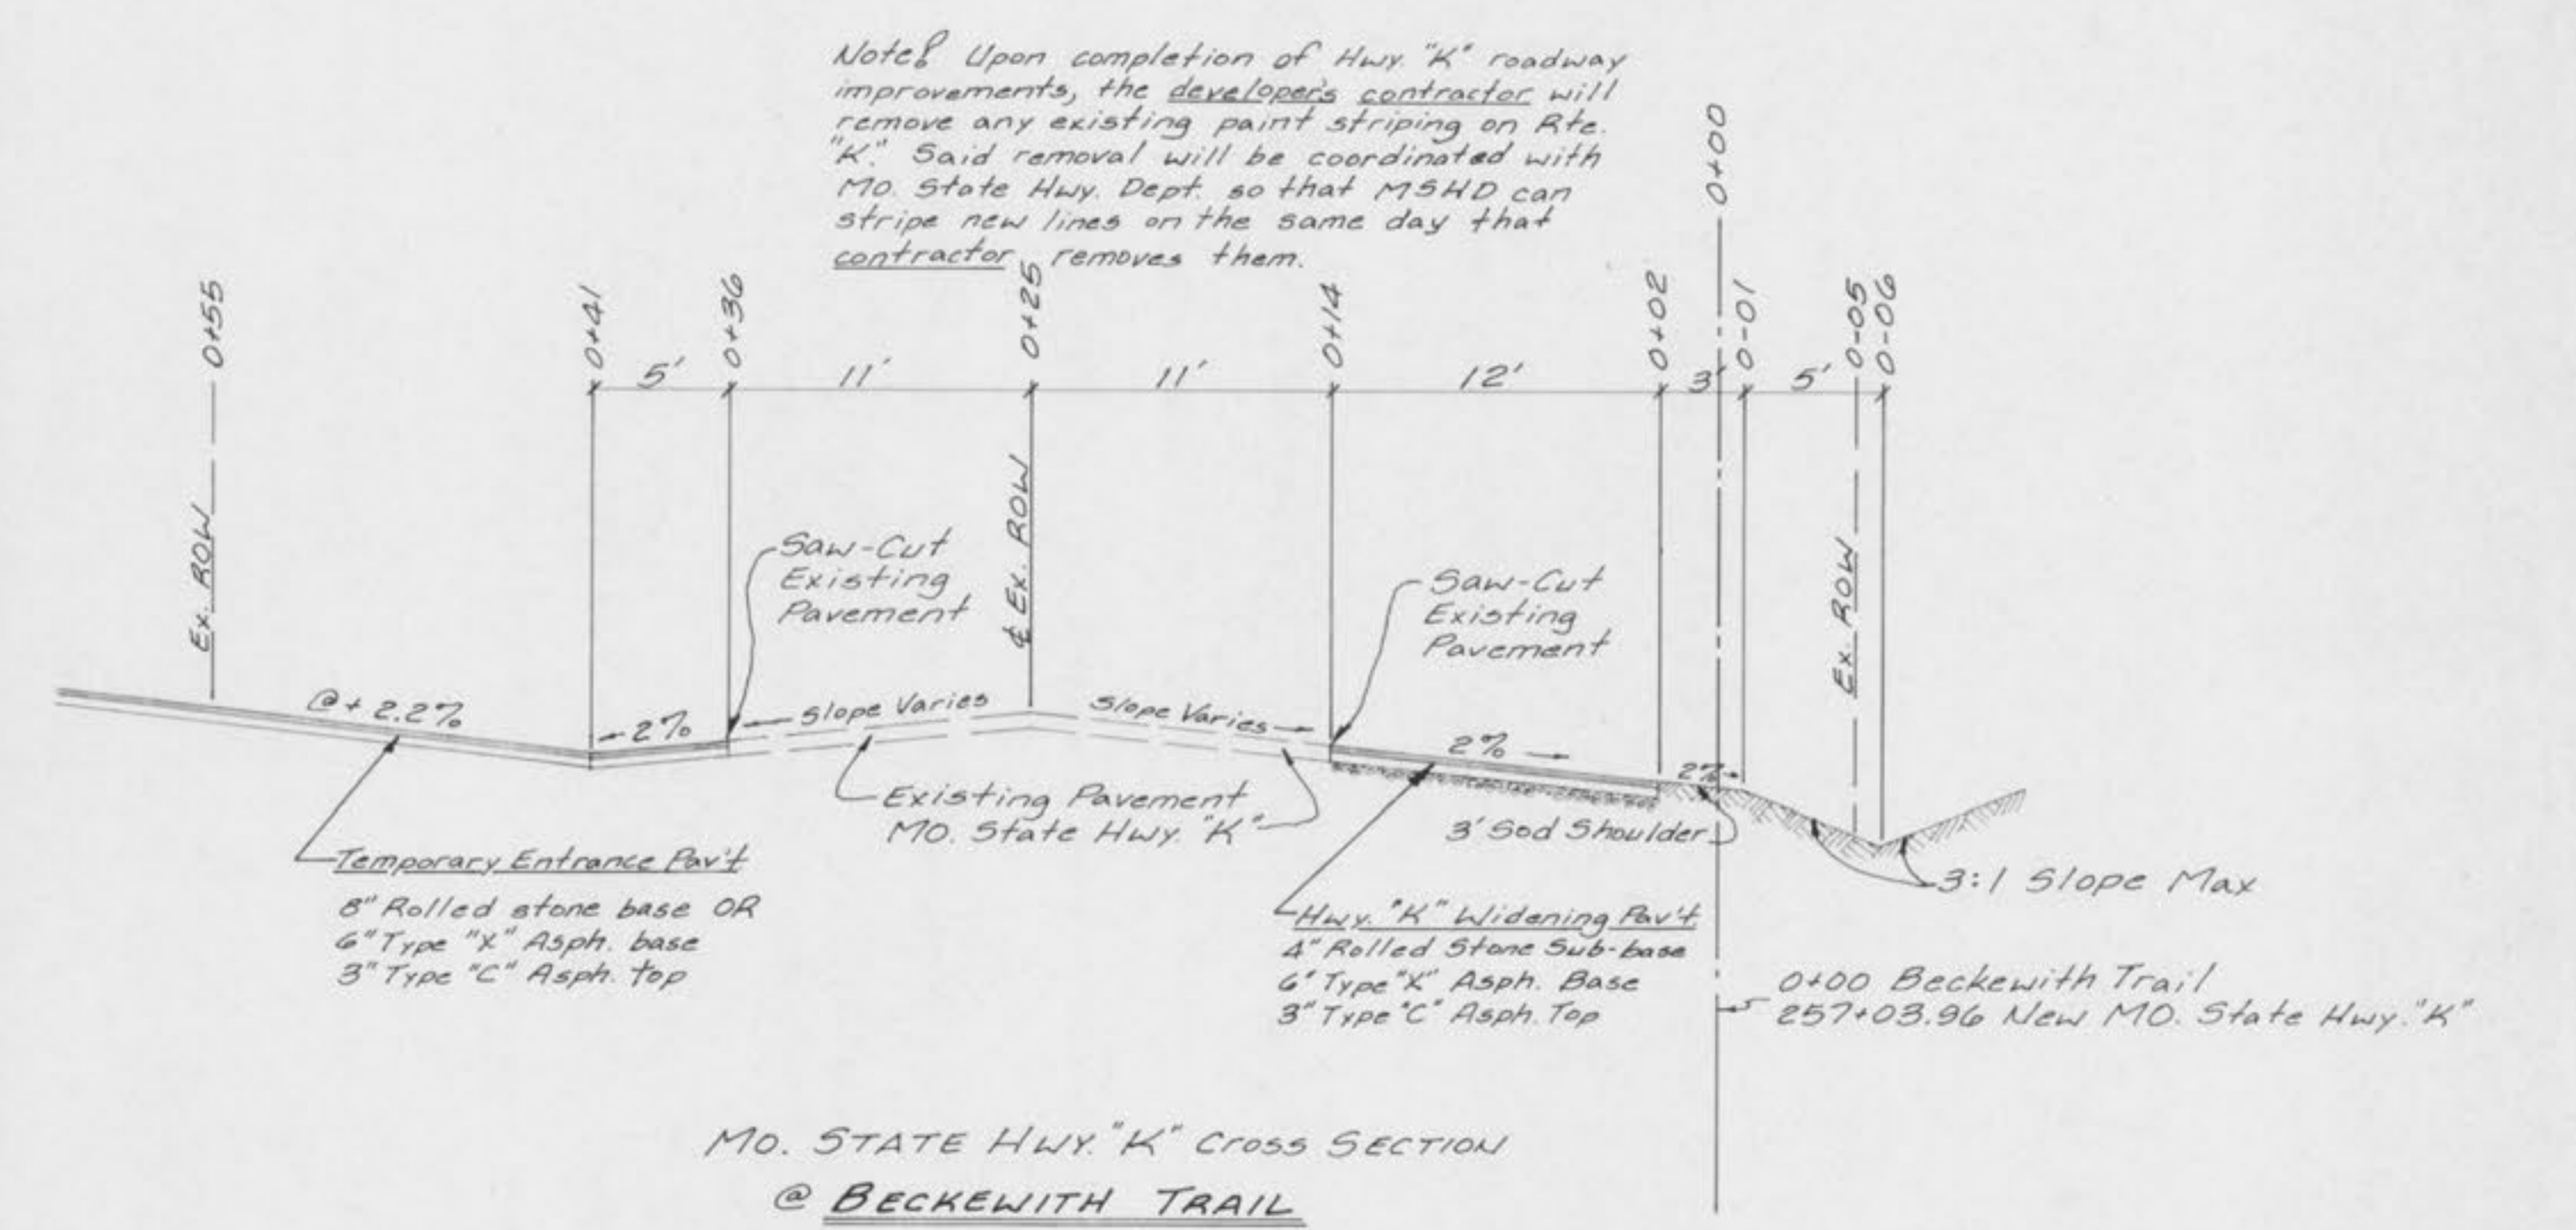 Note! Upon completion of Hwy. "K" roadway
improvements, the developer's contractor will
remove any existing paint striping on Rte.
"K." Said removal will be coordinated with
Mo. State Hwy. Dept. so that MSHD can
stripe new lines on the same day that
contractor removes them.
0+55
0+41
0+36
0+25
0+14
0+02
0+00
0-01
0-05
0-06
5'
11'
11'
12'
3'
5'
Ex. ROW
℄ Ex. ROW
Ex. ROW
Saw-Cut
Existing
Pavement
Saw-Cut
Existing
Pavement
@+ 2.2%
2%
Slope Varies
Slope Varies
2%
2%
Existing Pavement
MO. State Hwy. "K"
3' Sod Shoulder
3:1 Slope Max
Temporary Entrance Pav't
8" Rolled stone base OR
6" Type "X" Asph. base
3" Type "C" Asph. top
Hwy. "K" Widening Pav't
4" Rolled Stone Sub-base
6" Type "X" Asph. Base
3" Type "C" Asph. Top
0+00 Beckewith Trail
257+03.96 New MO. State Hwy. "K"
MO. STATE HWY. "K" Cross SECTION
@ BECKEWITH TRAIL